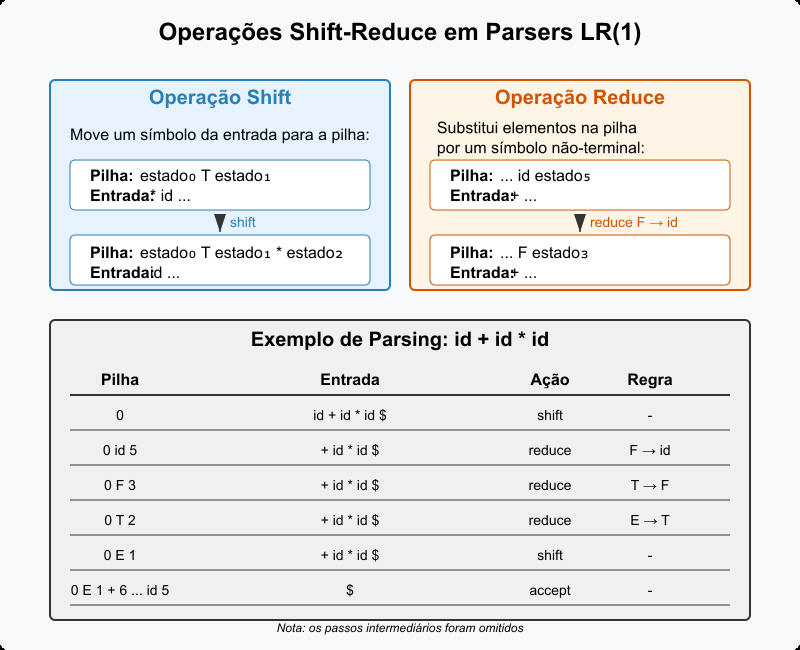 Operações Shift-Reduce em Parsers LR(1)
Operação Shift
Move um símbolo da entrada para a pilha:
Pilha: estado₀ T estado₁
Entrada:* id ...
shift
Pilha: estado₀ T estado₁ * estado₂
Entrada:id ...
Operação Reduce
Substitui elementos na pilha
por um símbolo não-terminal:
Pilha: ... id estado₅
Entrada:+ ...
reduce F → id
Pilha: ... F estado₃
Entrada:+ ...
Exemplo de Parsing: id + id * id
Pilha Entrada Ação Regra
0 id + id * id $ shift -
0 id 5 + id * id $ reduce F → id
0 F 3 + id * id $ reduce T → F
0 T 2 + id * id $ reduce E → T
0 E 1 + id * id $ shift -
0 E 1 + 6 ... id 5 $ accept -
Nota: os passos intermediários foram omitidos